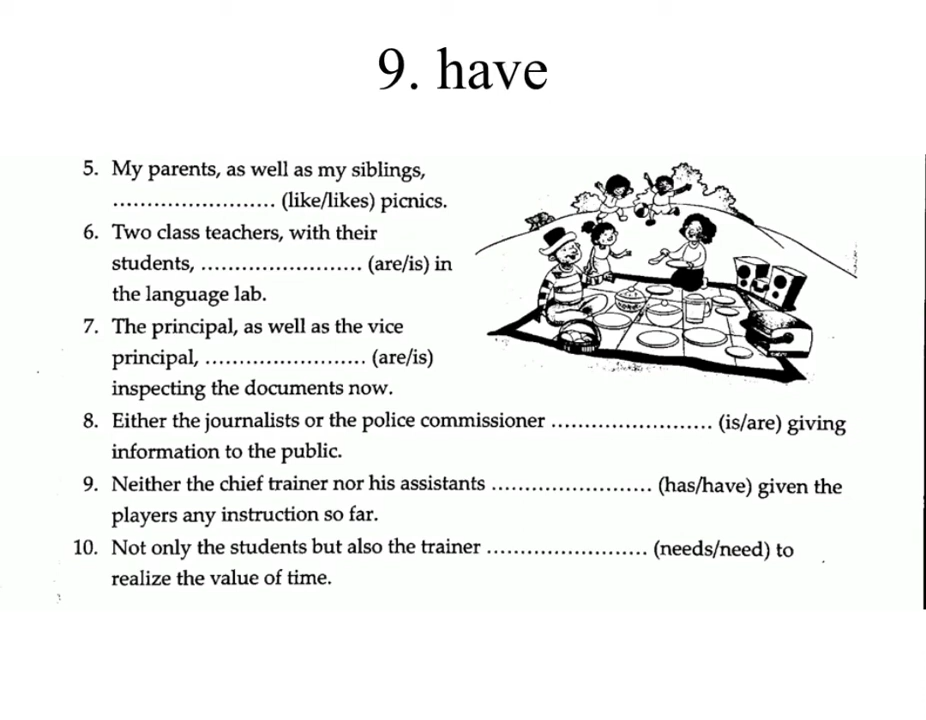 9. have
5. My parents, as well as my siblings,
........................ (like/likes) picnics.
6. Two class teachers, with their
students, ........................ (are/is) in
the language lab.
7. The principal, as well as the vice
principal, ........................ (are/is)
inspecting the documents now.
8. Either the journalists or the police commissioner ........................ (is/are) giving
information to the public.
9. Neither the chief trainer nor his assistants ........................ (has/have) given the
players any instruction so far.
10. Not only the students but also the trainer ........................ (needs/need) to
realize the value of time.